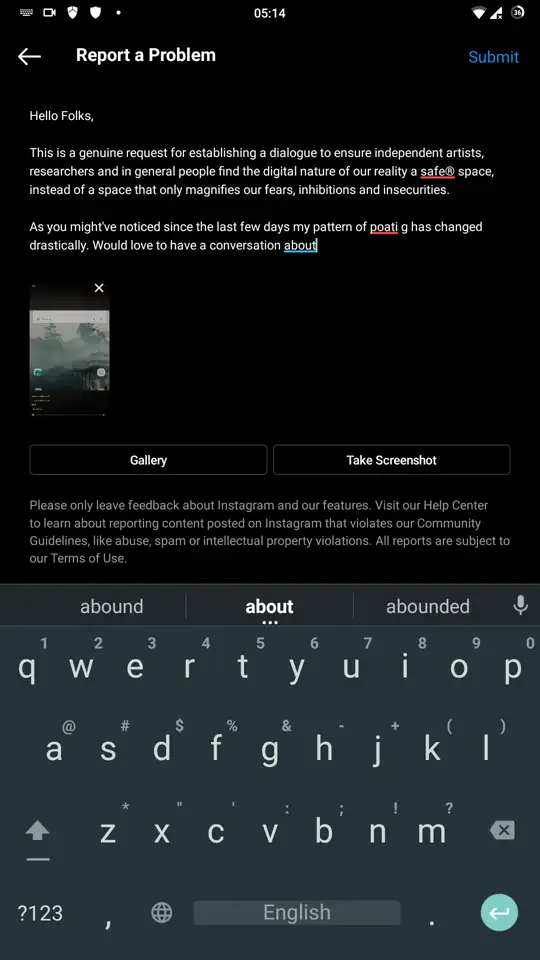 05:14
36
Report a Problem
Submit
Hello Folks,
This is a genuine request for establishing a dialogue to ensure independent artists,
researchers and in general people find the digital nature of our reality a safe® space,
instead of a space that only magnifies our fears, inhibitions and insecurities.
As you might've noticed since the last few days my pattern of poati g has changed
drastically. Would love to have a conversation about
Gallery
Take Screenshot
Please only leave feedback about Instagram and our features. Visit our Help Center
to learn about reporting content posted on Instagram that violates our Community
Guidelines, like abuse, spam or intellectual property violations. All reports are subject to
our Terms of Use.
abound about abounded
1 2 3 4 5 6 7 8 9 0
q w e r t y u i o p
@ # $ % & - + ( )
a s d f g h j k l
* " ' : ; ! ?
z x c v b n m
?123 , English .